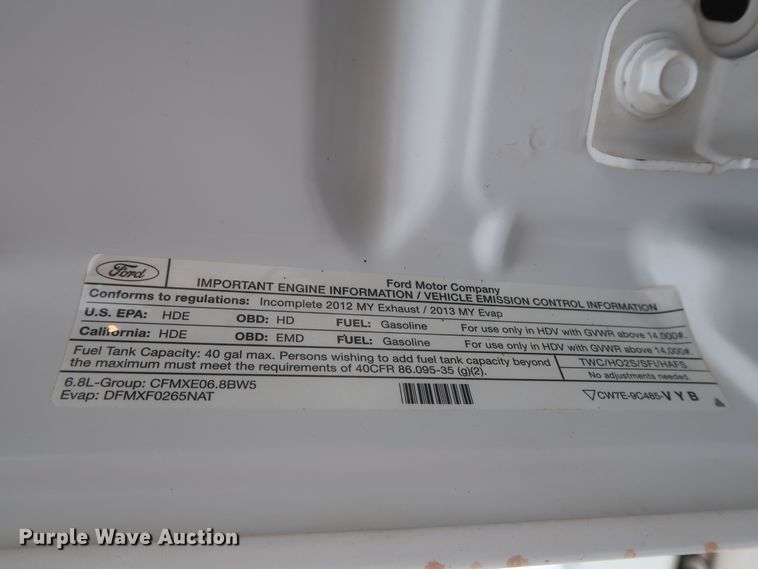 Ford
Ford Motor Company
IMPORTANT ENGINE INFORMATION / VEHICLE EMISSION CONTROL INFORMATION
Conforms to regulations: Incomplete 2012 MY Exhaust / 2013 MY Evap
U.S. EPA: HDE OBD: HD FUEL: Gasoline For use only in HDV with GVWR above 14,000#.
California: HDE OBD: EMD FUEL: Gasoline For use only in HDV with GVWR above 14,000#.
Fuel Tank Capacity: 40 gal max. Persons wishing to add fuel tank capacity beyond
the maximum must meet the requirements of 40CFR 86.095-35 (g)(2).
TWC/HO2S/SFI/HAFS
No adjustments needed.
6.8L-Group: CFMXE06.8BW5
Evap: DFMXF0265NAT
CW7E-9C485-V Y B
Purple Wave Auction